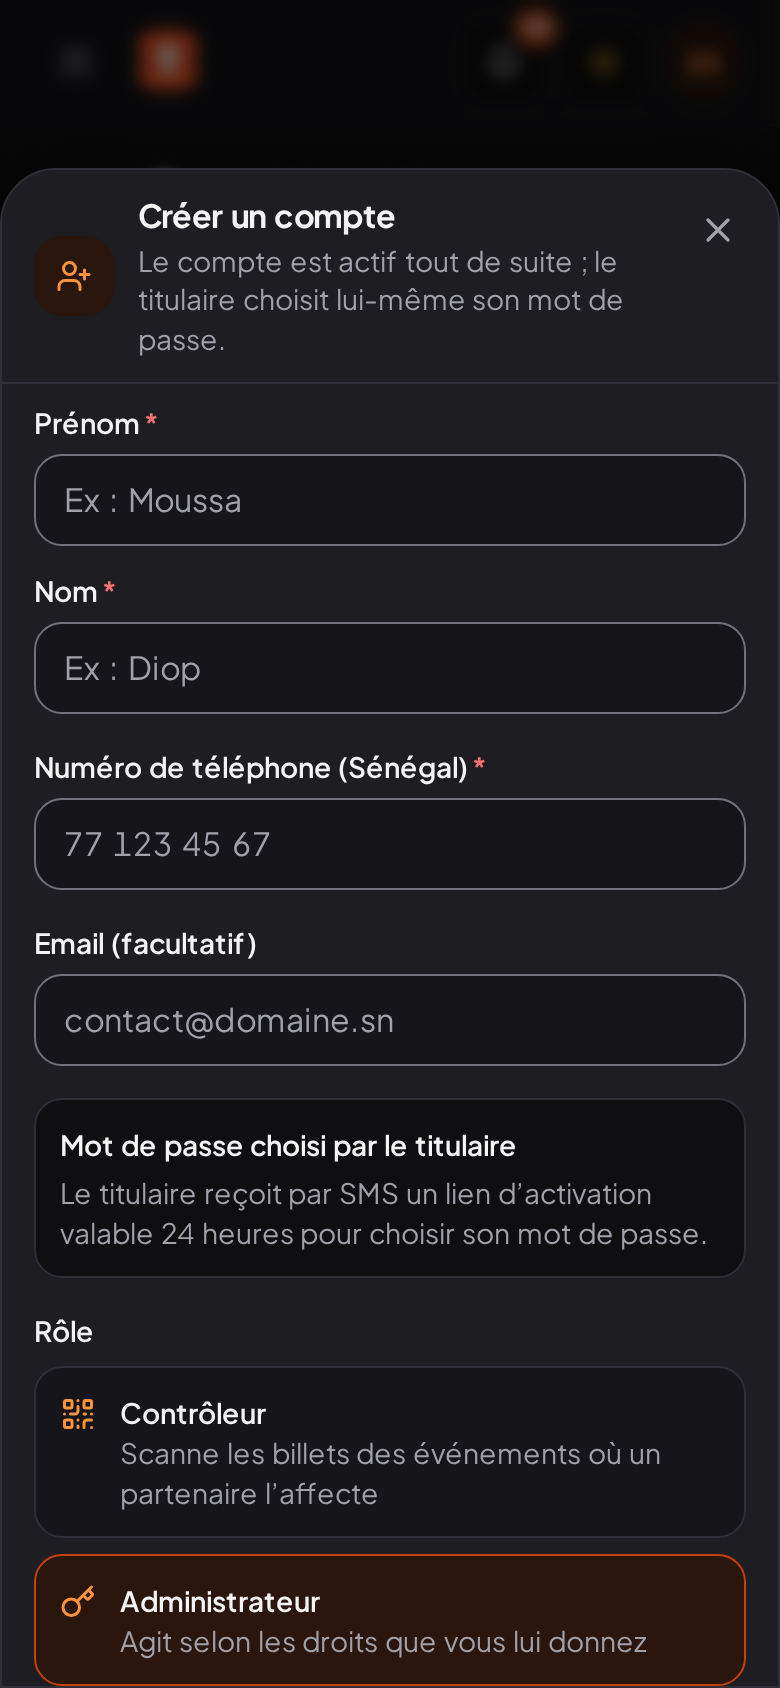 Créer un compte
Le compte est actif tout de suite ; le
titulaire choisit lui-même son mot de
passe.
Prénom *
Ex : Moussa
Nom *
Ex : Diop
Numéro de téléphone (Sénégal) *
77 123 45 67
Email (facultatif)
contact@domaine.sn
Mot de passe choisi par le titulaire
Le titulaire reçoit par SMS un lien d’activation
valable 24 heures pour choisir son mot de passe.
Rôle
Contrôleur
Scanne les billets des événements où un
partenaire l’affecte
Administrateur
Agit selon les droits que vous lui donnez